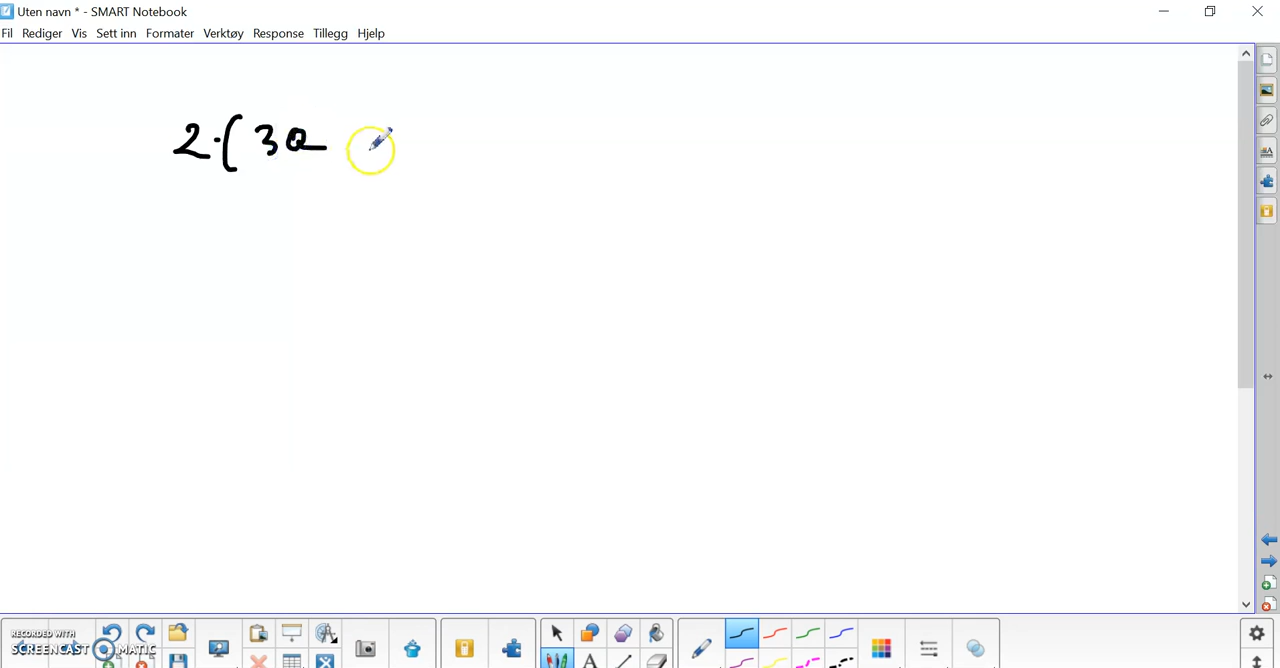 Uten navn * - SMART Notebook
Fil Rediger Vis Sett inn Formater Verktøy Response Tillegg Hjelp
2·(3a
RECORDED WITH
SCREENCAST MATIC